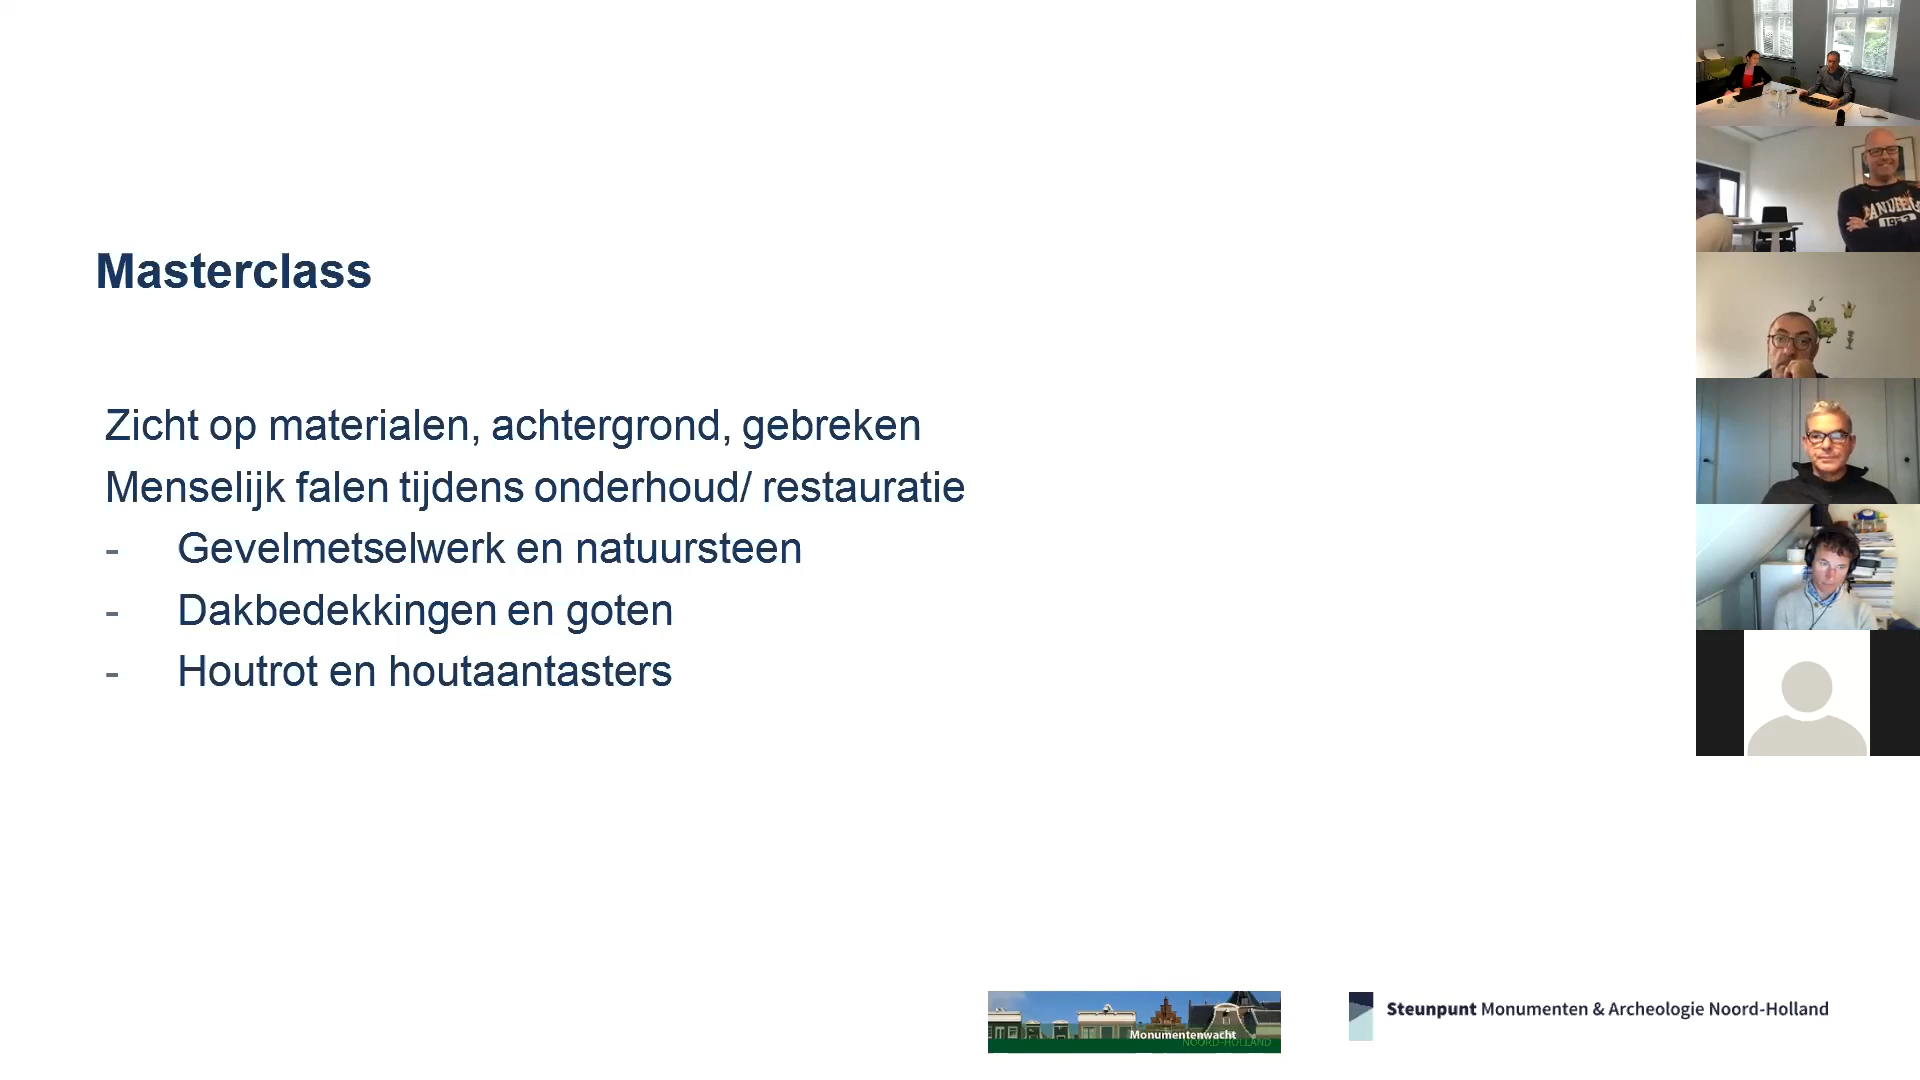 Masterclass
Zicht op materialen, achtergrond, gebreken
Menselijk falen tijdens onderhoud/ restauratie
- Gevelmetselwerk en natuursteen
- Dakbedekkingen en goten
- Houtrot en houtaantasters
Monumentenwacht
NOORD-HOLLAND
Steunpunt Monumenten & Archeologie Noord-Holland